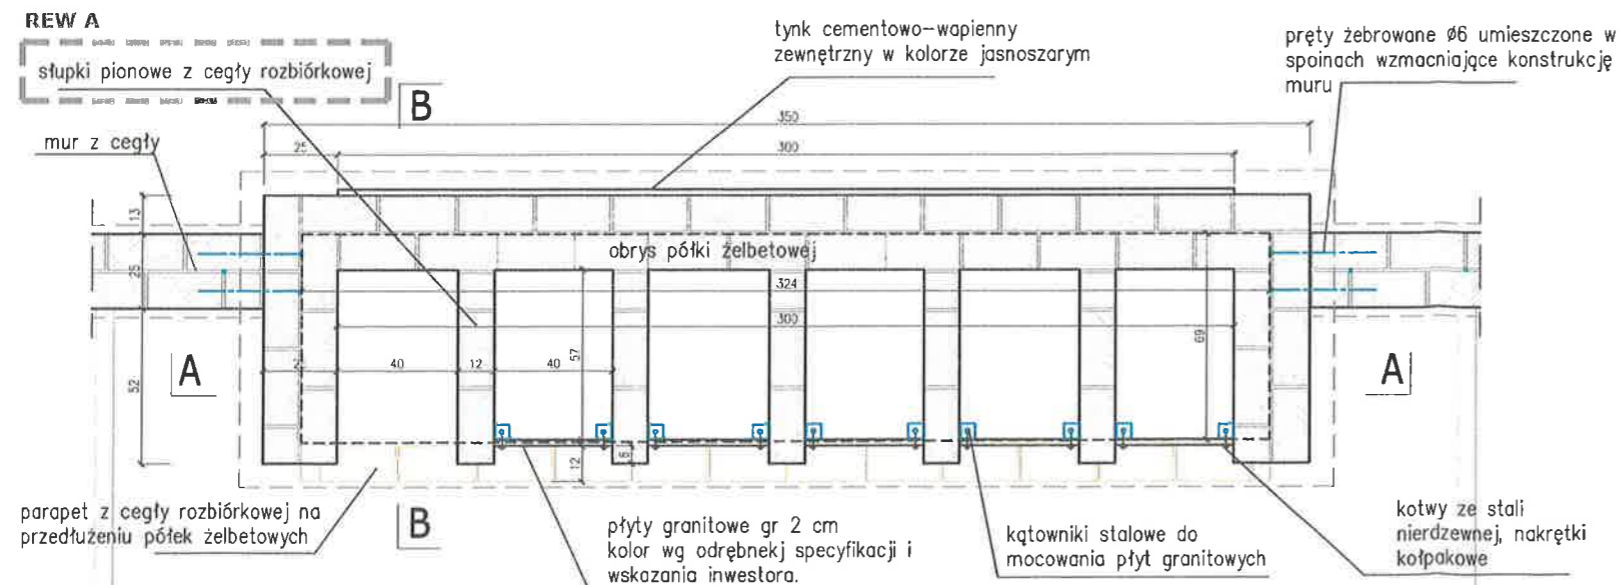 REW A
słupki pionowe z cegły rozbiórkowej
mur z cegły
tynk cementowo-wapienny
zewnętrzny w kolorze jasnoszarym
pręty żebrowane Ø6 umieszczone w
spoinach wzmacniające konstrukcję
muru
B
350
25
300
13
25
52
obrys półki żelbetowej
324
300
A
40
12
40
57
69
A
12
6
parapet z cegły rozbiórkowej na
przedłużeniu półek żelbetowych
B
płyty granitowe gr 2 cm
kolor wg odrębnekj specyfikacji i
wskazania inwestora.
kątowniki stalowe do
mocowania płyt granitowych
kotwy ze stali
nierdzewnej, nakrętki
kołpakowe